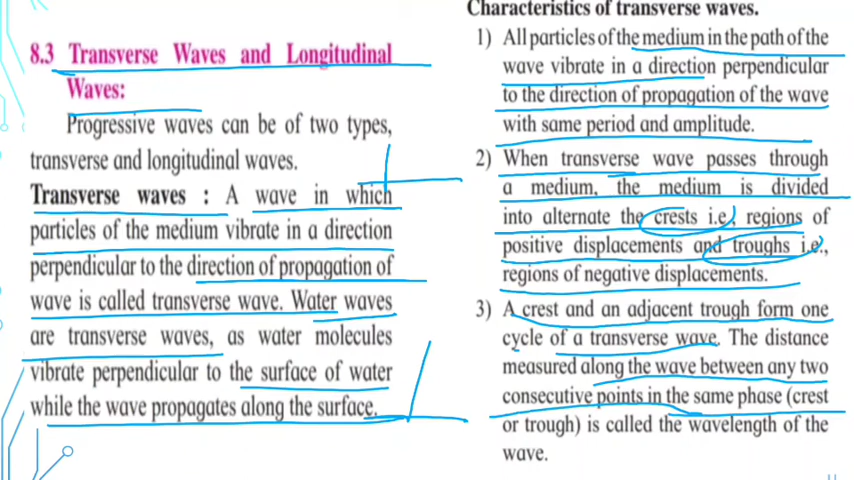 8.3 Transverse Waves and Longitudinal
Waves:
Progressive waves can be of two types,
transverse and longitudinal waves.
Transverse waves : A wave in which
particles of the medium vibrate in a direction
perpendicular to the direction of propagation of
wave is called transverse wave. Water waves
are transverse waves, as water molecules
vibrate perpendicular to the surface of water
while the wave propagates along the surface.
Characteristics of transverse waves.
1) All particles of the medium in the path of the
wave vibrate in a direction perpendicular
to the direction of propagation of the wave
with same period and amplitude.
2) When transverse wave passes through
a medium, the medium is divided
into alternate the crests i.e., regions of
positive displacements and troughs i.e.,
regions of negative displacements.
3) A crest and an adjacent trough form one
cycle of a transverse wave. The distance
measured along the wave between any two
consecutive points in the same phase (crest
or trough) is called the wavelength of the
wave.